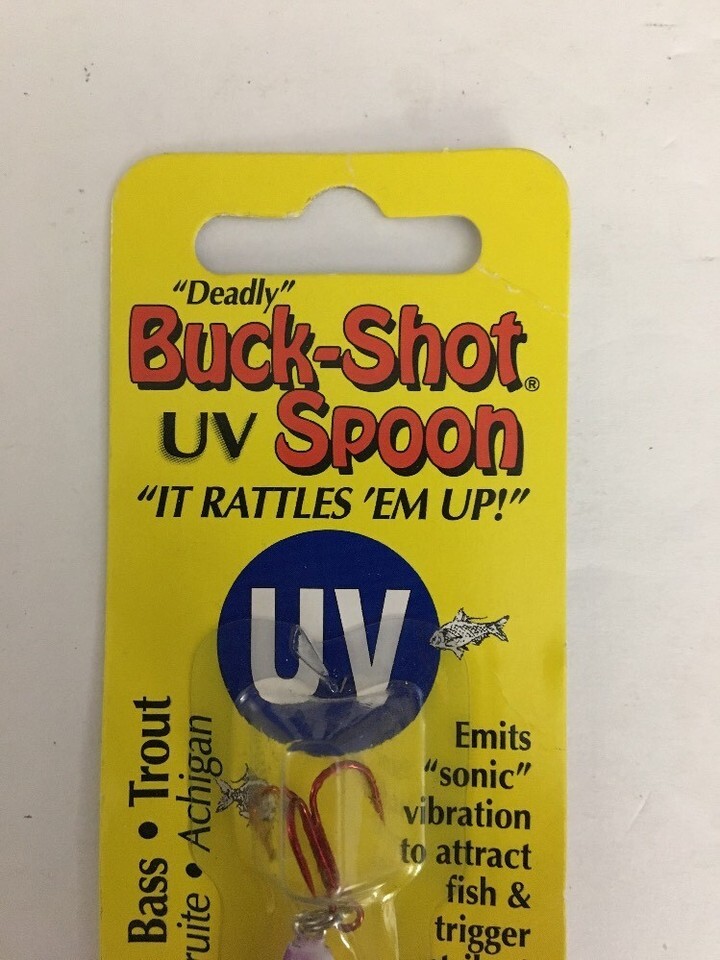 "Deadly"
Buck-Shot®
UV Spoon
"IT RATTLES 'EM UP!"
UV
Emits
"sonic"
vibration
to attract
fish &
trigger
Bass • Trout
• Achigan